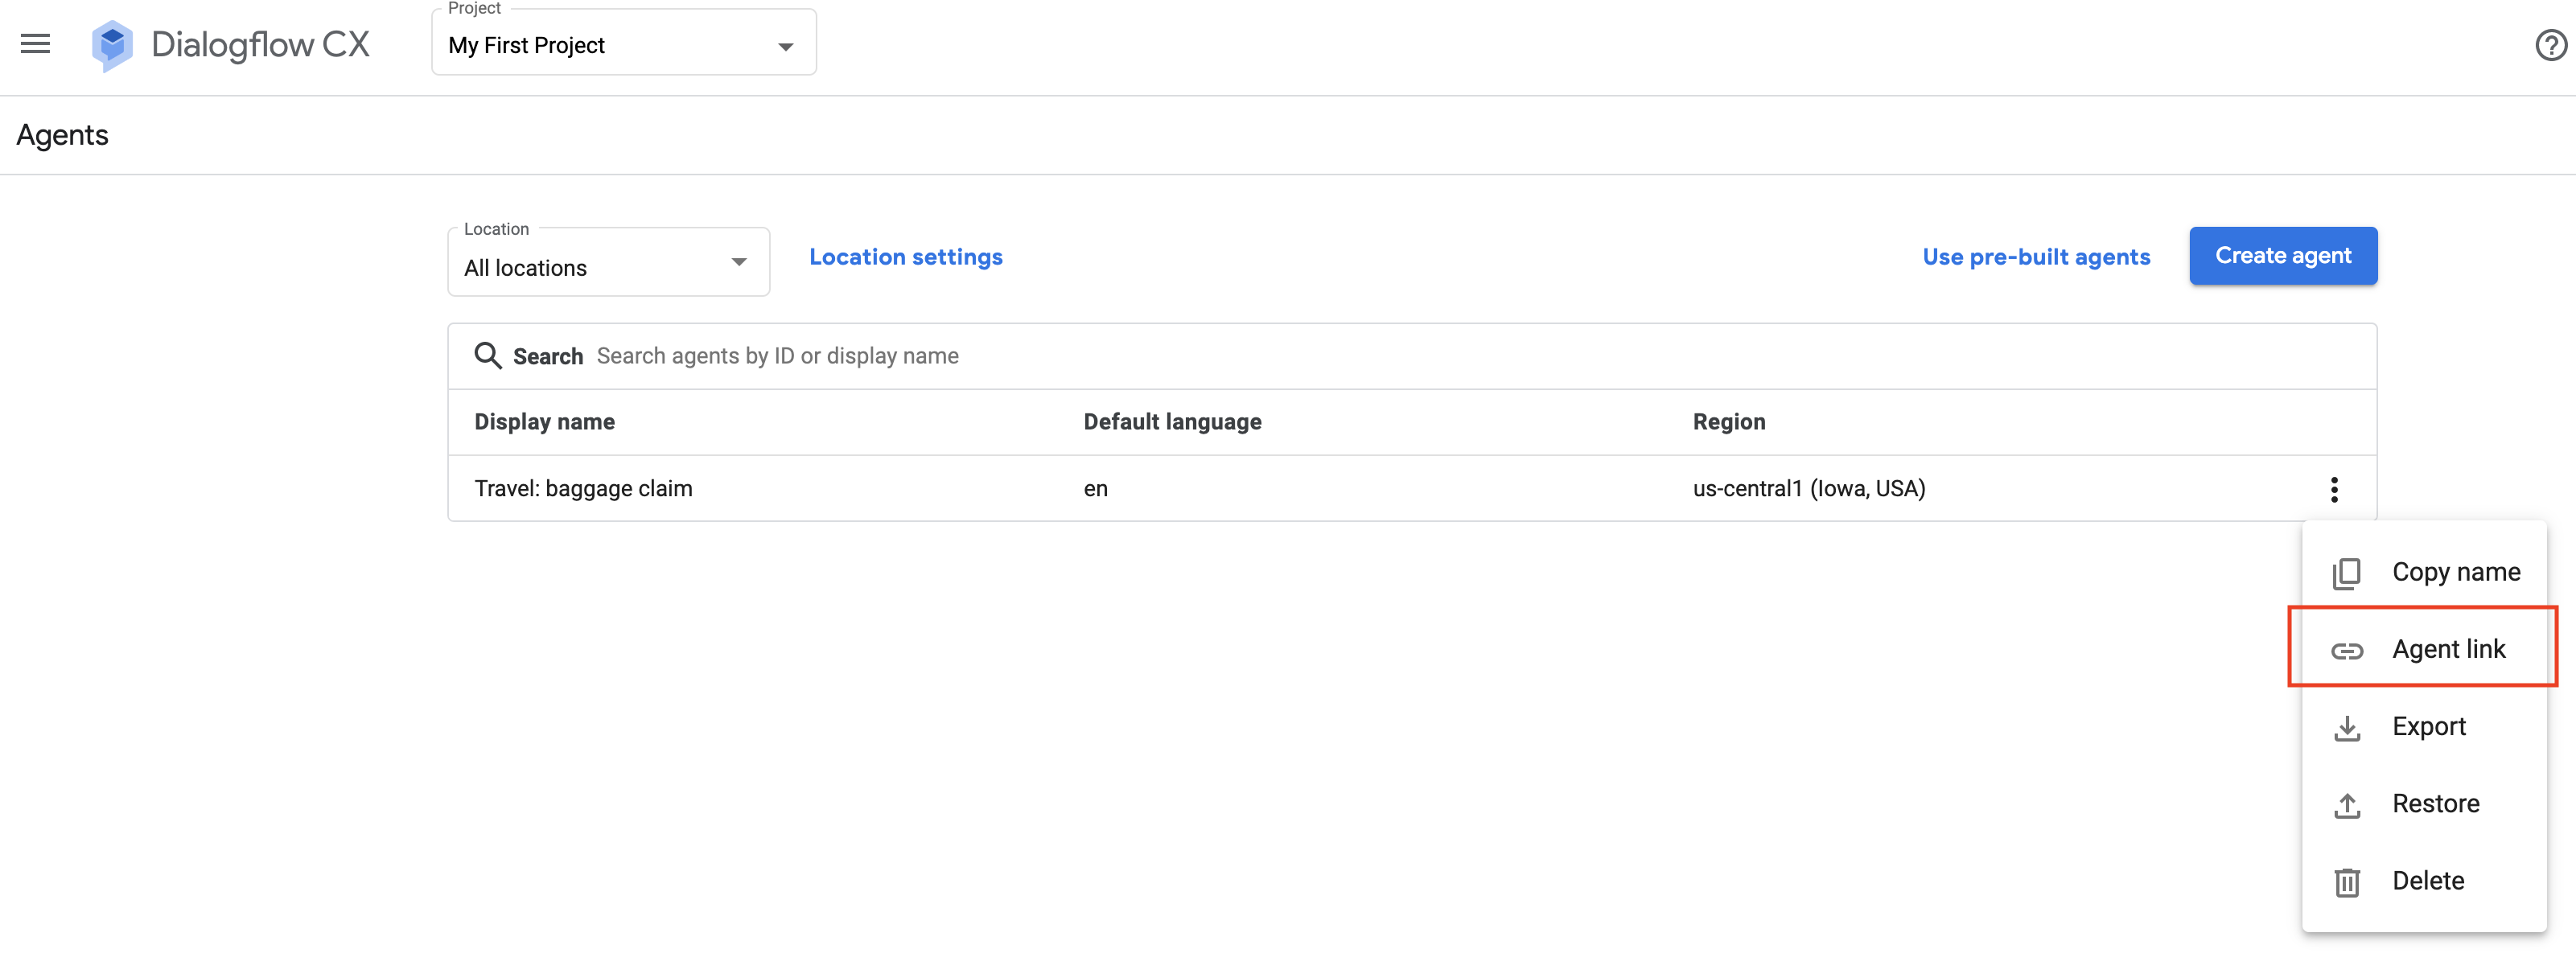 Project
Dialogflow CX
My First Project
Agents
Location
All locations
Location settings
Use pre-built agents
Create agent
Search Search agents by ID or display name
Display name Default language Region
Travel: baggage claim en us-central1 (Iowa, USA)
Copy name
Agent link
Export
Restore
Delete